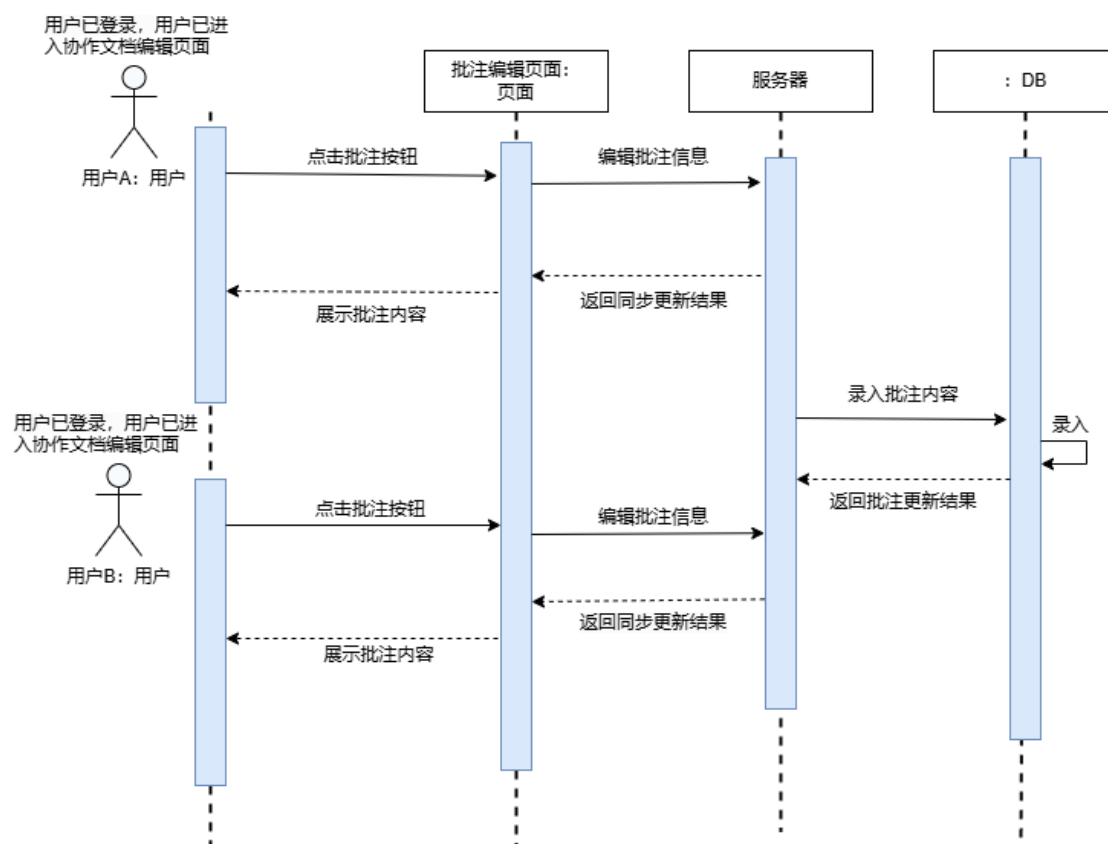 用户已登录，用户已进
入协作文档编辑页面
批注编辑页面：
页面
服务器
：DB
用户A：用户
点击批注按钮
编辑批注信息
返回同步更新结果
展示批注内容
录入批注内容
录入
返回批注更新结果
用户已登录，用户已进
入协作文档编辑页面
用户B：用户
点击批注按钮
编辑批注信息
返回同步更新结果
展示批注内容